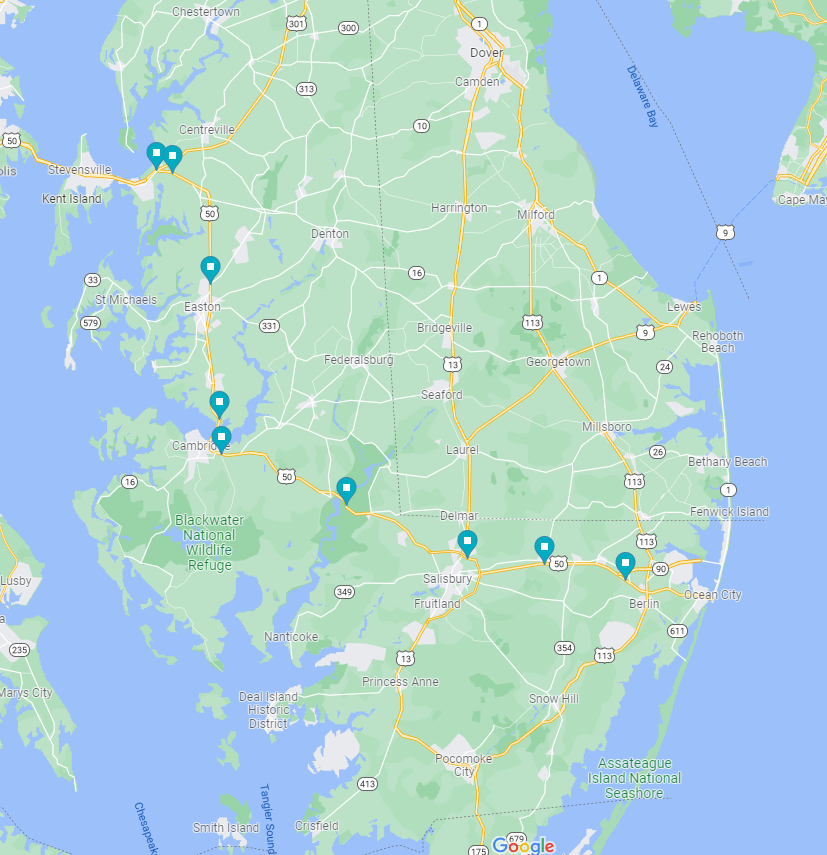 Chestertown
301
300
1
Dover
Camden
313
Delaware Bay
10
Centreville
50
olis
Stevensville
Kent Island
Cape May
50
Harrington
Milford
Denton
9
33
16
1
St Michaels
Easton
579
331
113
Lewes
Bridgeville
9
Rehoboth
Beach
Federalsburg
13
Georgetown
24
Seaford
Millsboro
Cambridge
Laurel
26
Bethany Beach
50
16
113
1
Blackwater
National
Wildlife
Refuge
Delmar
Fenwick Island
113
50
90
Lusby
Salisbury
349
Fruitland
Berlin
Ocean City
a
Nanticoke
611
235
13
354
113
Princess Anne
Marys City
Deal Island
Historic
District
Snow Hill
Pocomoke
City
Assateague
Island National
Seashore
413
Chesapeake
Tangier Sound
Smith Island
Crisfield
679
175
Google